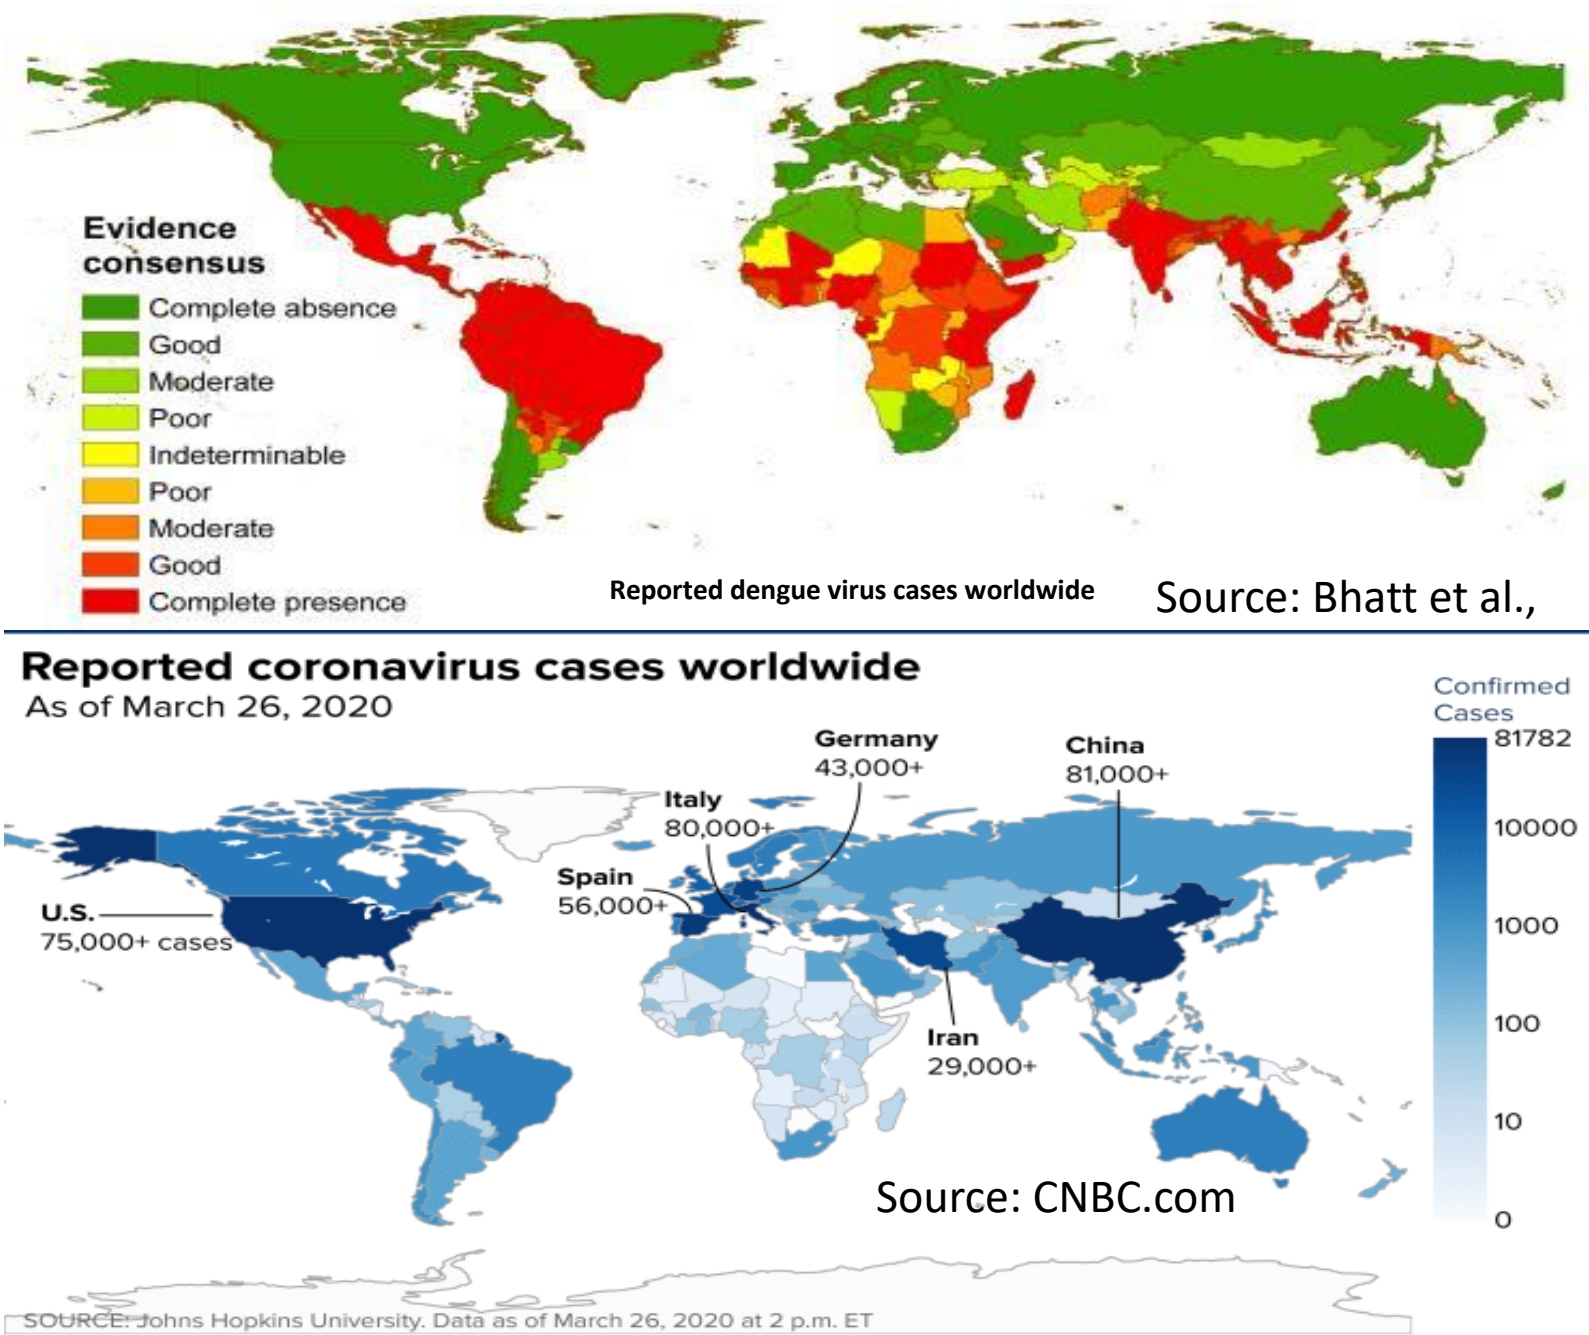 Evidence
consensus
Complete absence
Good
Moderate
Poor
Indeterminable
Poor
Moderate
Good
Complete presence
Reported dengue virus cases worldwide
Source: Bhatt et al.,
Reported coronavirus cases worldwide
As of March 26, 2020
Confirmed
Cases
81782
10000
1000
100
10
0
Germany
43,000+
China
81,000+
Italy
80,000+
Spain
56,000+
U.S.
75,000+ cases
Iran
29,000+
Source: CNBC.com
SOURCE: Johns Hopkins University. Data as of March 26, 2020 at 2 p.m. ET